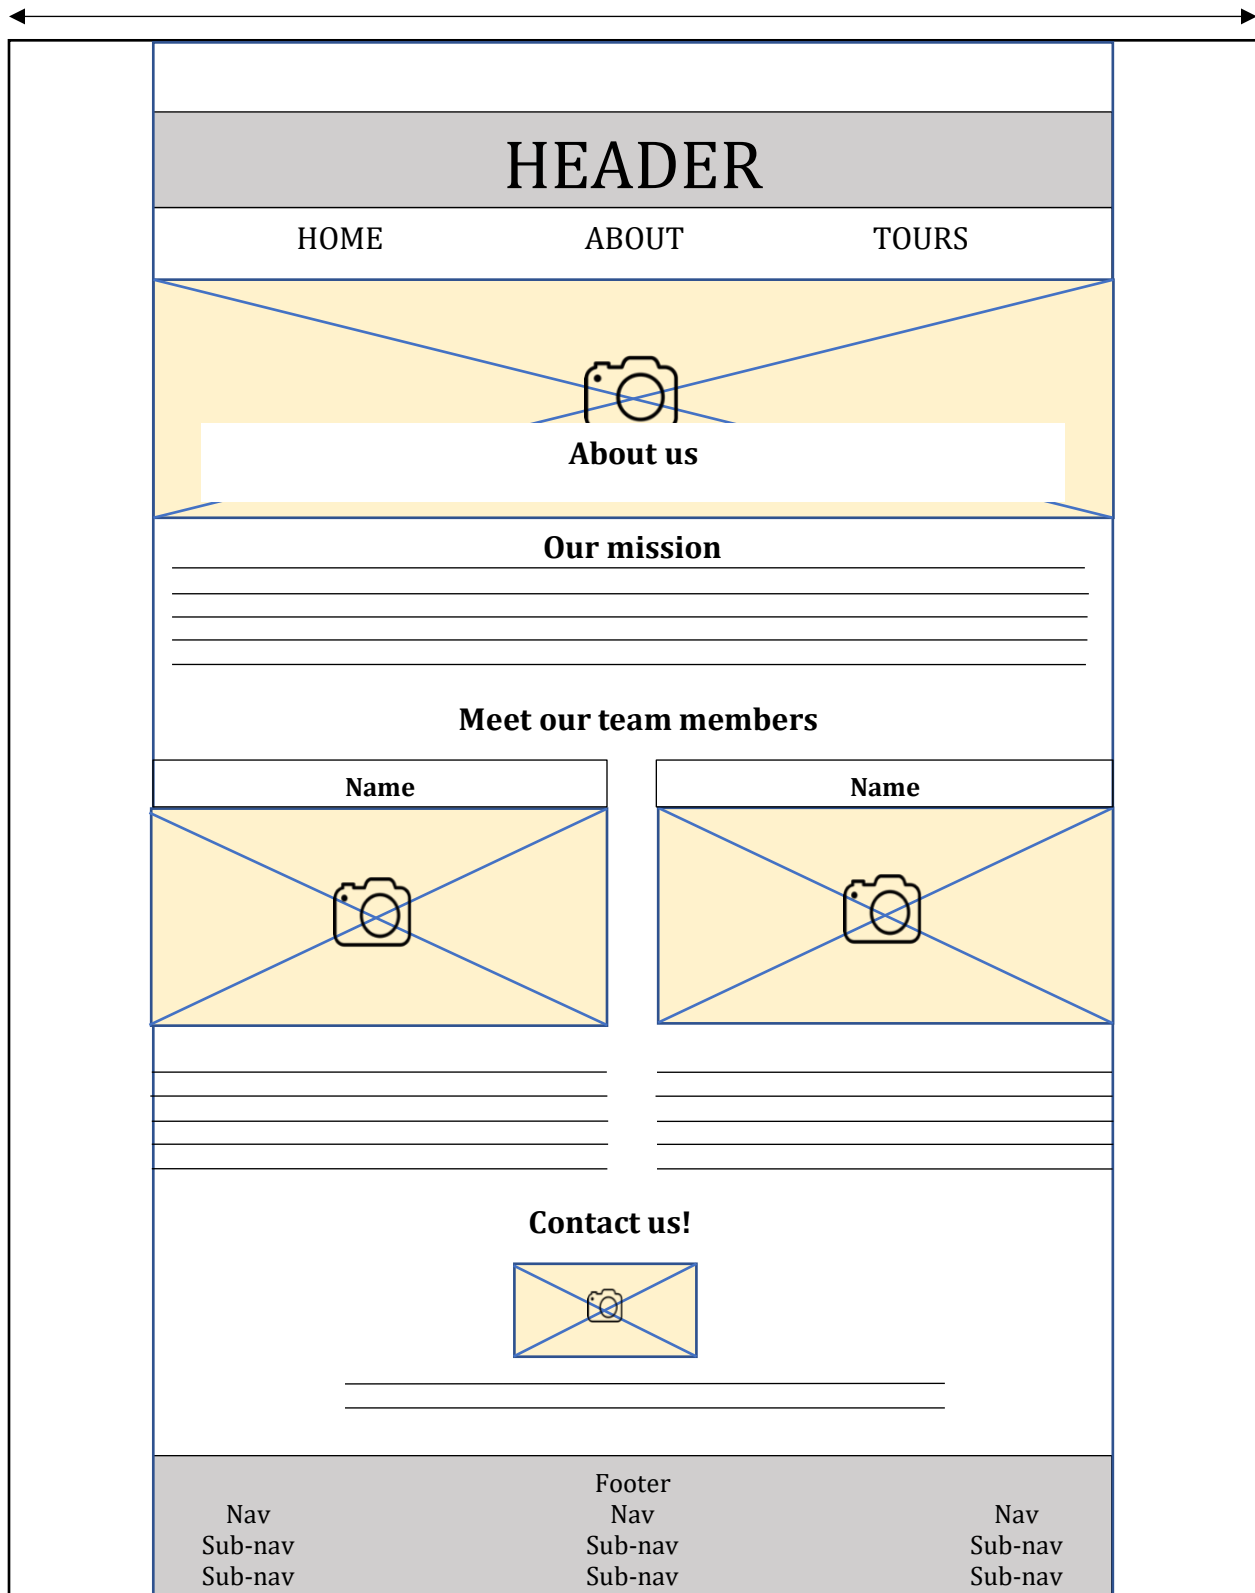 HEADER
HOME ABOUT TOURS
About us
Our mission
Meet our team members
Name Name
Contact us!
Footer
Nav Nav Nav
Sub-nav Sub-nav Sub-nav
Sub-nav Sub-nav Sub-nav